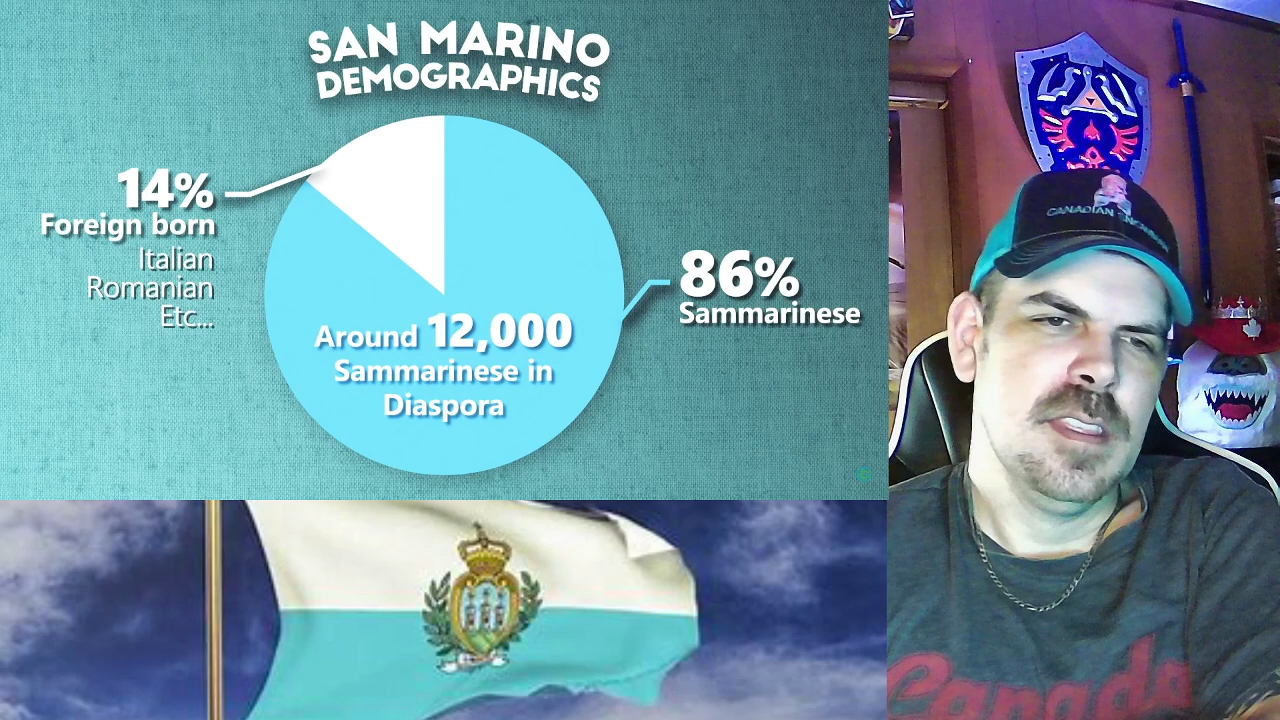 SAN MARINO
DEMOGRAPHICS
14%
Foreign born
Italian
Romanian
Etc...
86%
Sammarinese
Around 12,000
Sammarinese in
Diaspora
CANADIAN
Canada